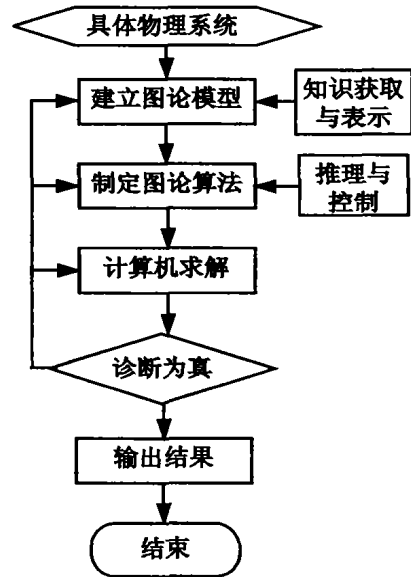 具体物理系统
建立图论模型
知识获取
与表示
制定图论算法
推理与
控制
计算机求解
诊断为真
输出结果
结束